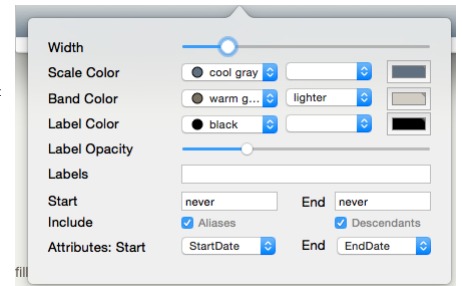 Width
Scale Color cool gray
Band Color warm g... lighter
Label Color black
Label Opacity
Labels
Start never End never
Include Aliases Descendants
Attributes: Start StartDate End EndDate
fill